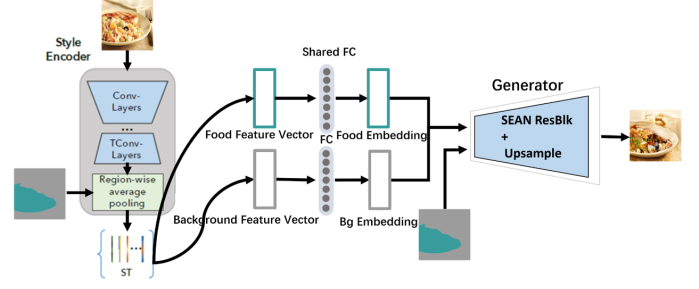 Style
Encoder
Conv-
Layers
...
TConv-
Layers
Region-wise
average
pooling
ST
Shared FC
Food Feature Vector
Food Embedding
FC
Background Feature Vector
Bg Embedding
Generator
SEAN ResBlk
+
Upsample